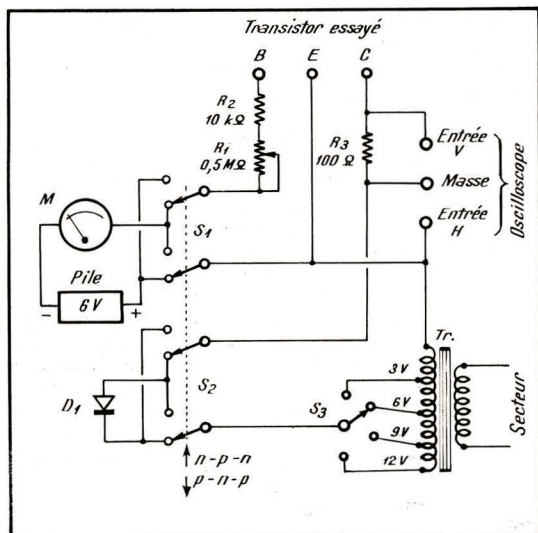 Transistor essayé
B E C
R2
10 kΩ
R1
0,5 MΩ
R3
100 Ω
Entrée
V
Masse
Entrée
H
Oscilloscope
M
S1
Pile
- 6 V +
S2
D1
n-p-n
p-n-p
S3
3 V
6 V
9 V
12 V
Tr.
Secteur